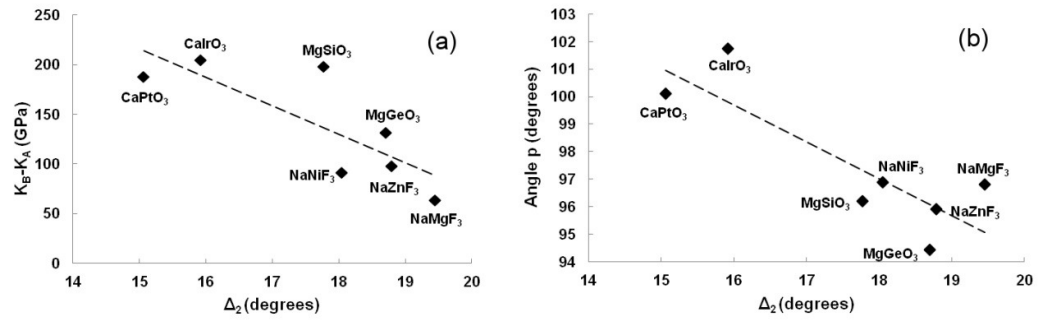 (a)
250
200
150
100
50
0
K_B-K_A (GPa)
CaIrO₃
MgSiO₃
CaPtO₃
MgGeO₃
NaNiF₃
NaZnF₃
NaMgF₃
14 15 16 17 18 19 20
Δ₂ (degrees)
(b)
103
102
101
100
99
98
97
96
95
94
Angle p (degrees)
CaIrO₃
CaPtO₃
NaNiF₃
NaMgF₃
MgSiO₃
NaZnF₃
MgGeO₃
14 15 16 17 18 19 20
Δ₂ (degrees)